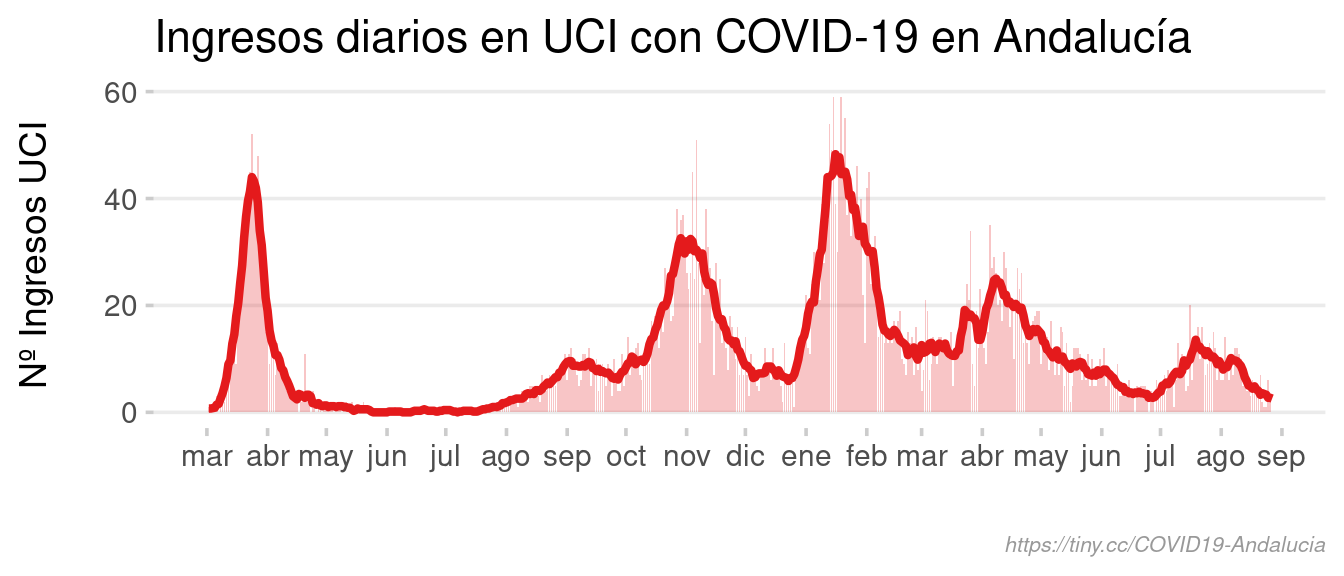 Ingresos diarios en UCI con COVID-19 en Andalucía
Nº Ingresos UCI
60
40
20
0
mar abr may jun jul ago sep oct nov dic ene feb mar abr may jun jul ago sep
https://tiny.cc/COVID19-Andalucia